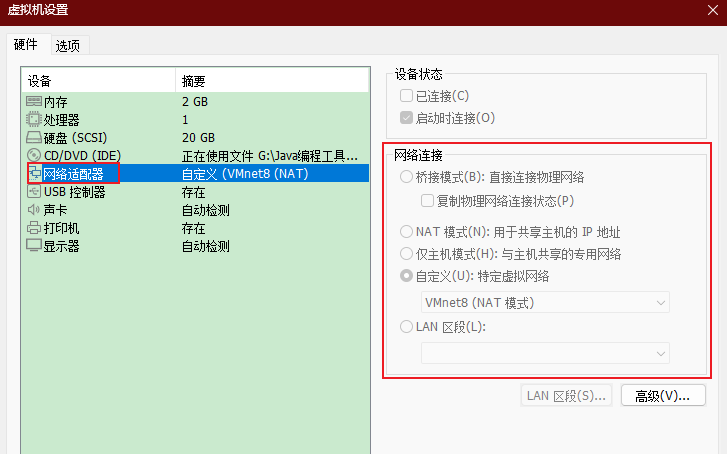 虚拟机设置
硬件 选项
设备 摘要
内存 2 GB
处理器 1
硬盘 (SCSI) 20 GB
CD/DVD (IDE) 正在使用文件 G:\Java编程工具...
网络适配器 自定义 (VMnet8 (NAT)
USB 控制器 存在
声卡 自动检测
打印机 存在
显示器 自动检测
设备状态
已连接(C)
启动时连接(O)
网络连接
桥接模式(B): 直接连接物理网络
复制物理网络连接状态(P)
NAT 模式(N): 用于共享主机的 IP 地址
仅主机模式(H): 与主机共享的专用网络
自定义(U): 特定虚拟网络
VMnet8 (NAT 模式)
LAN 区段(L):
LAN 区段(S)... 高级(V)...